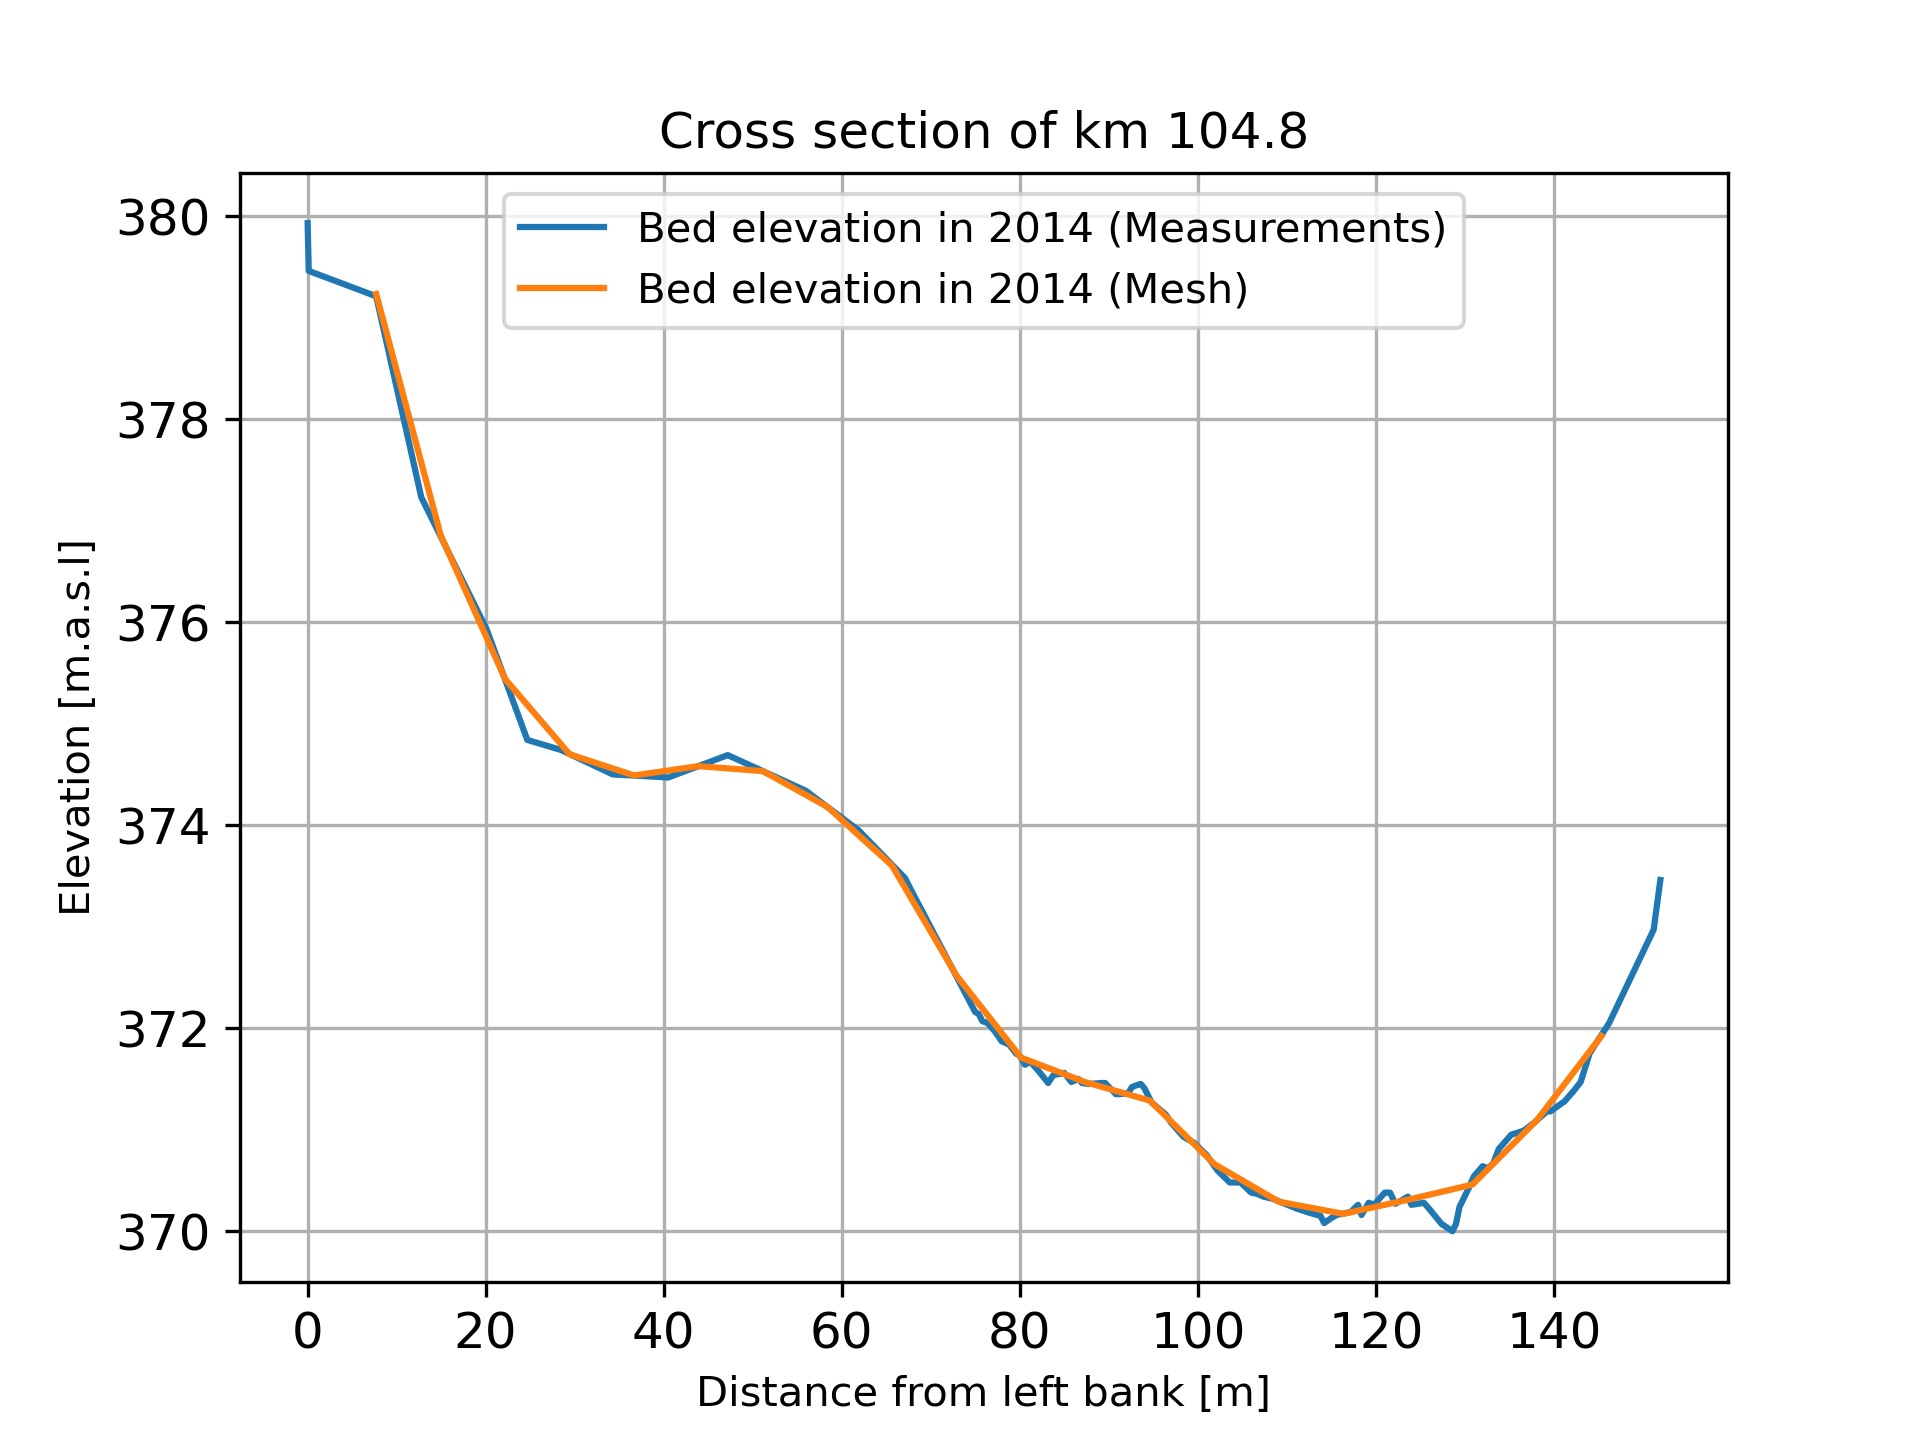 Cross section of km 104.8
Bed elevation in 2014 (Measurements)
Bed elevation in 2014 (Mesh)
Elevation [m.a.s.l]
380
378
376
374
372
370
0 20 40 60 80 100 120 140
Distance from left bank [m]